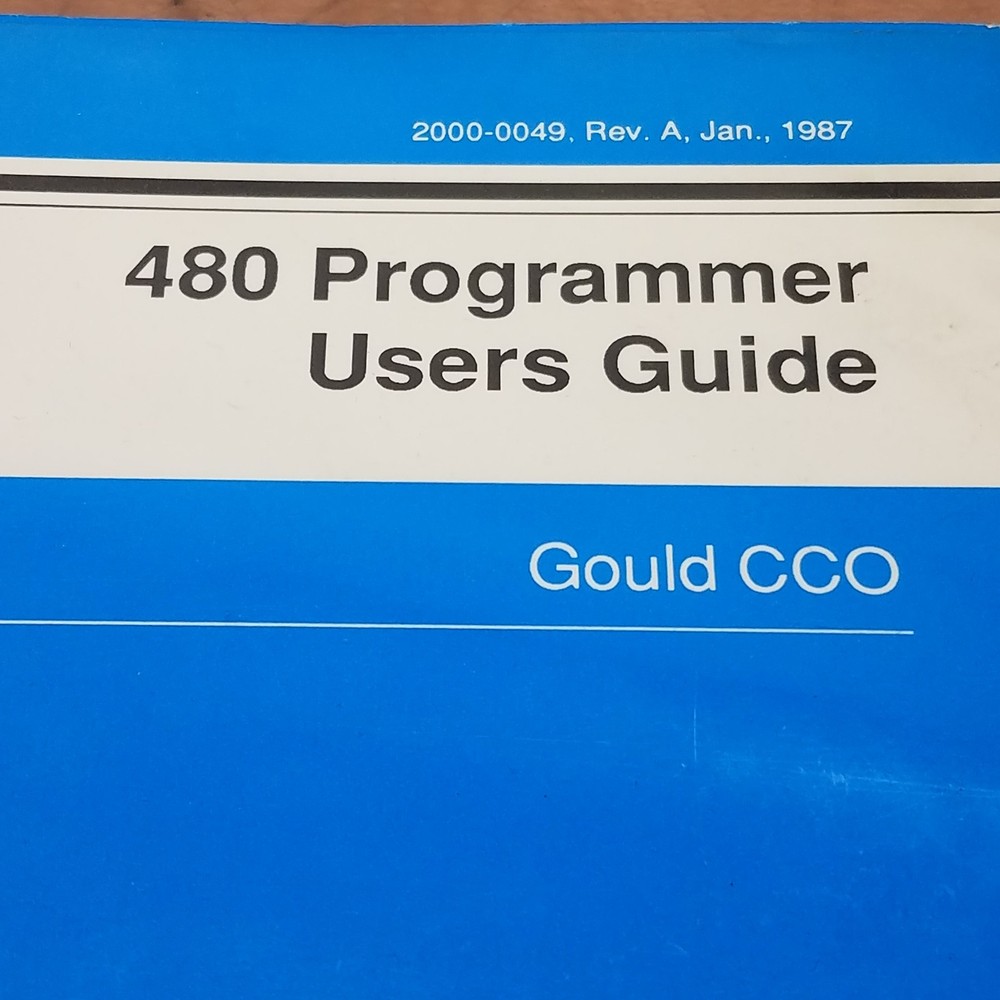 2000-0049, Rev. A, Jan., 1987
480 Programmer
Users Guide
Gould CCO